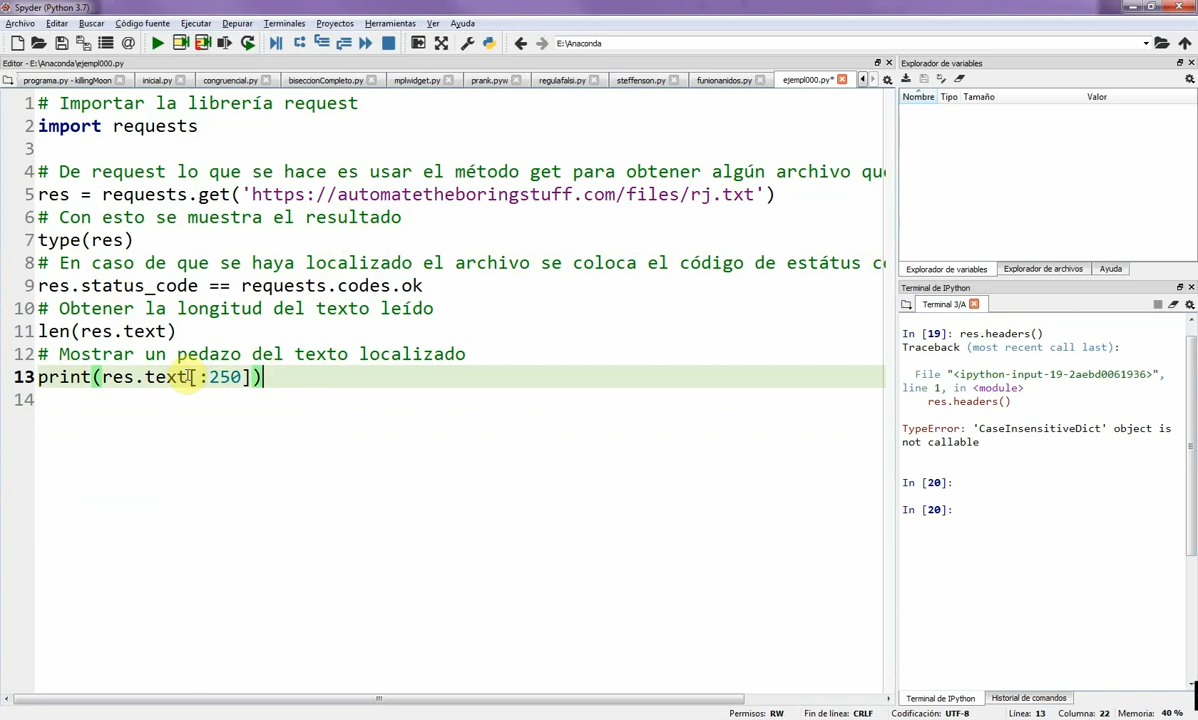 Spyder (Python 3.7)
Archivo Editar Buscar Código fuente Ejecutar Depurar Terminales Proyectos Herramientas Ver Ayuda
E:\Anaconda
Editor - E:\Anaconda\ejempl000.py
programa.py - killingMoon inicial.py congruencial.py biseccionCompleto.py mplwidget.py prank.pyw regulafalsi.py steffenson.py funionanidos.py ejempl000.py*
1 # Importar la librería request
2 import requests
3
4 # De request lo que se hace es usar el método get para obtener algún archivo que
5 res = requests.get('https://automatetheboringstuff.com/files/rj.txt')
6 # Con esto se muestra el resultado
7 type(res)
8 # En caso de que se haya localizado el archivo se coloca el código de estátus co
9 res.status_code == requests.codes.ok
10 # Obtener la longitud del texto leído
11 len(res.text)
12 # Mostrar un pedazo del texto localizado
13 print(res.text[:250])
14
Explorador de variables
Nombre Tipo Tamaño Valor
Explorador de variables Explorador de archivos Ayuda
Terminal de IPython
Terminal 3/A
In [19]: res.headers()
Traceback (most recent call last):
File "<ipython-input-19-2aebd0061936>",
line 1, in <module>
res.headers()
TypeError: 'CaseInsensitiveDict' object is
not callable
In [20]:
In [20]:
Terminal de IPython Historial de comandos
Permisos: RW Fin de línea: CRLF Codificación: UTF-8 Línea: 13 Columna: 22 Memoria: 40 %